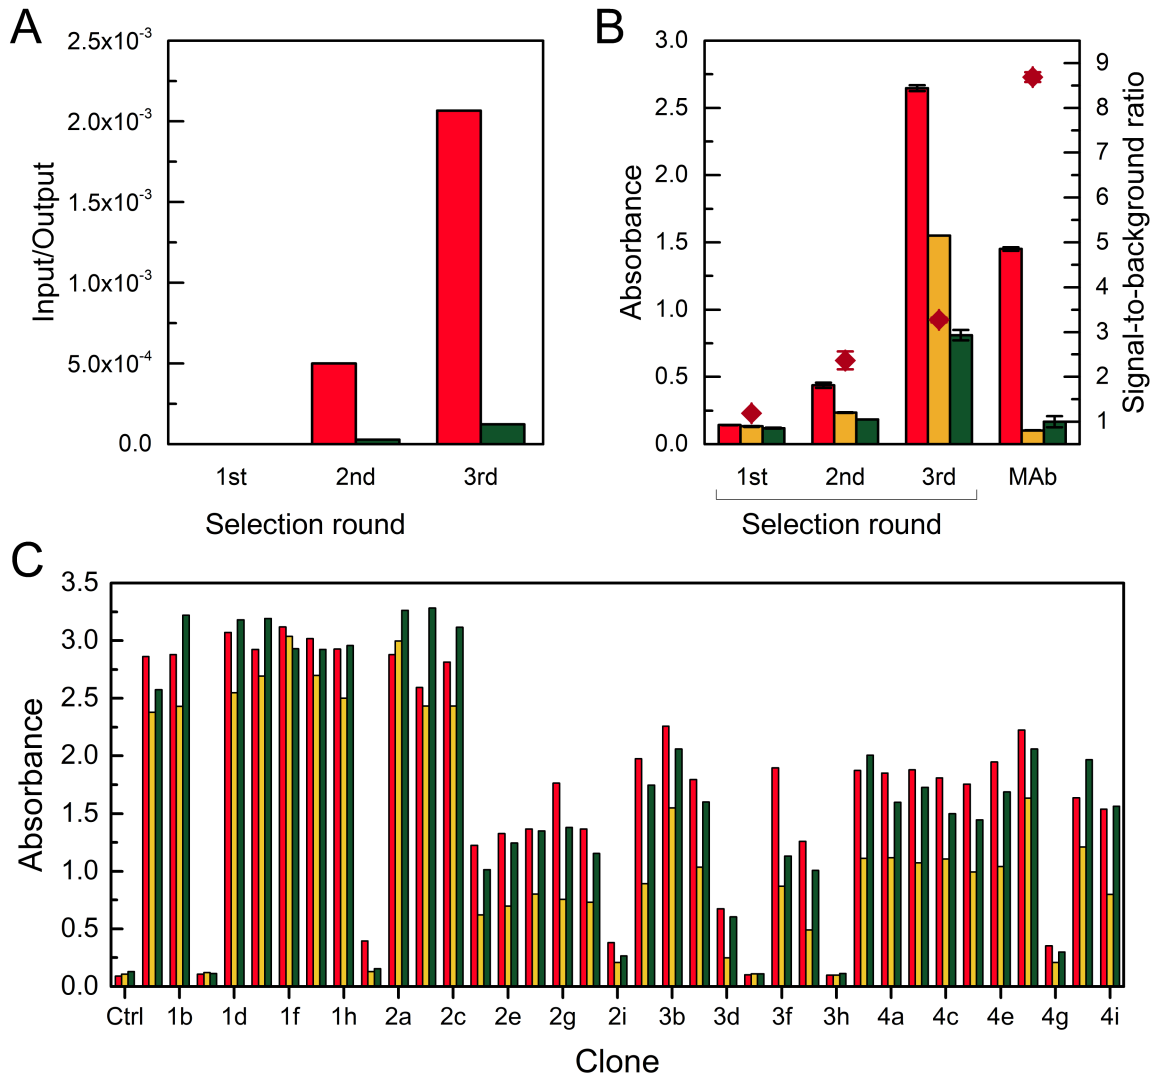 A
2.5x10-3
2.0x10-3
1.5x10-3
1.0x10-3
5.0x10-4
0.0
Input/Output
1st 2nd 3rd
Selection round
B
3.0
2.5
2.0
1.5
1.0
0.5
0.0
Absorbance
9
8
7
6
5
4
3
2
1
Signal-to-background ratio
1st 2nd 3rd MAb
Selection round
C
3.5
3.0
2.5
2.0
1.5
1.0
0.5
0.0
Absorbance
Ctrl 1b 1d 1f 1h 2a 2c 2e 2g 2i 3b 3d 3f 3h 4a 4c 4e 4g 4i
Clone